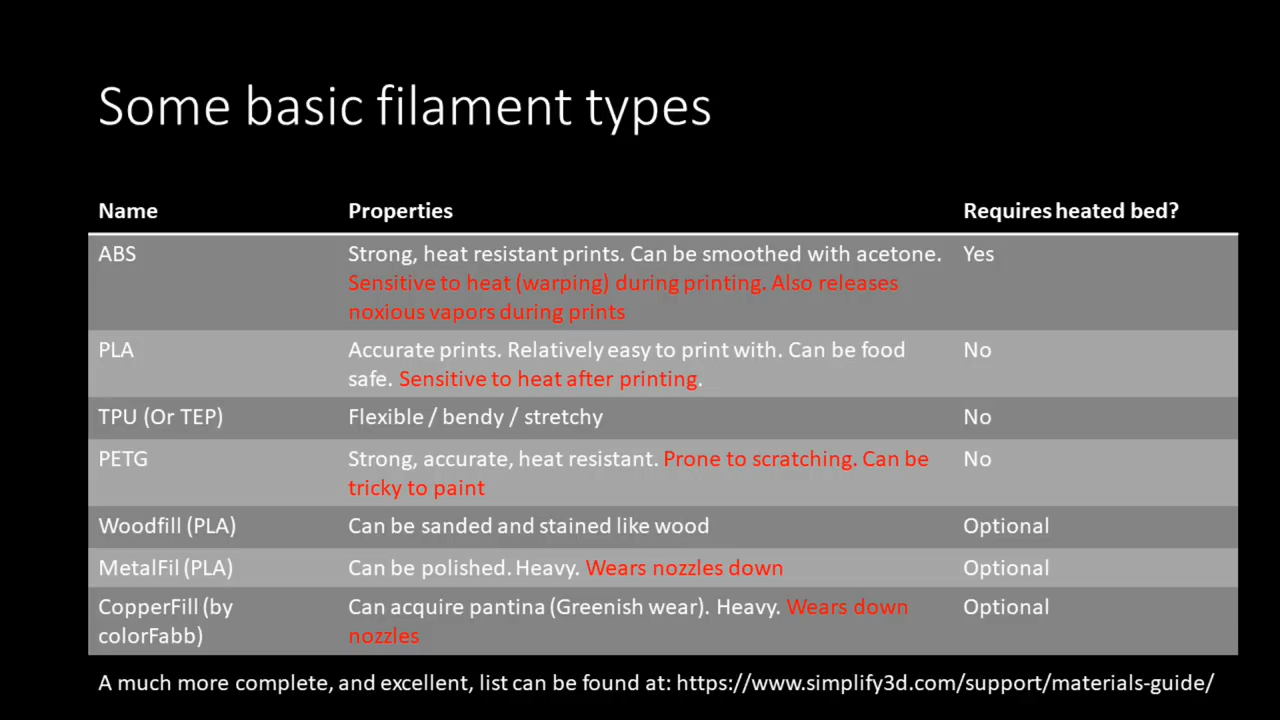 Some basic filament types
Name Properties Requires heated bed?
ABS Strong, heat resistant prints. Can be smoothed with acetone. Yes
Sensitive to heat (warping) during printing. Also releases
noxious vapors during prints
PLA Accurate prints. Relatively easy to print with. Can be food No
safe. Sensitive to heat after printing.
TPU (Or TEP) Flexible / bendy / stretchy No
PETG Strong, accurate, heat resistant. Prone to scratching. Can be No
tricky to paint
Woodfill (PLA) Can be sanded and stained like wood Optional
MetalFil (PLA) Can be polished. Heavy. Wears nozzles down Optional
CopperFill (by Can acquire pantina (Greenish wear). Heavy. Wears down Optional
colorFabb) nozzles
A much more complete, and excellent, list can be found at: https://www.simplify3d.com/support/materials-guide/